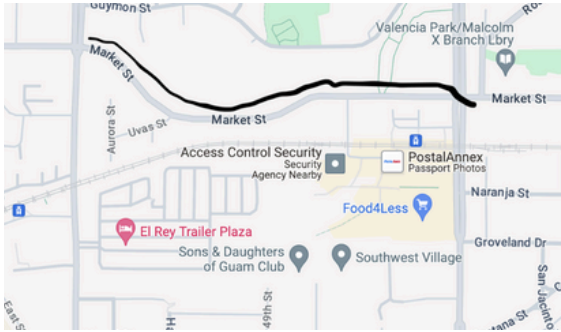 Guymon St
Valencia Park/Malcolm
X Branch Lbry
Market St
Market St
Market St
Aurora St
Uvas St
Access Control Security
Security
Agency Nearby
PostalAnnex
Passport Photos
Naranja St
Food4Less
El Rey Trailer Plaza
Groveland Dr
Sons & Daughters
of Guam Club
Southwest Village
49th St
San Jacinto
East St